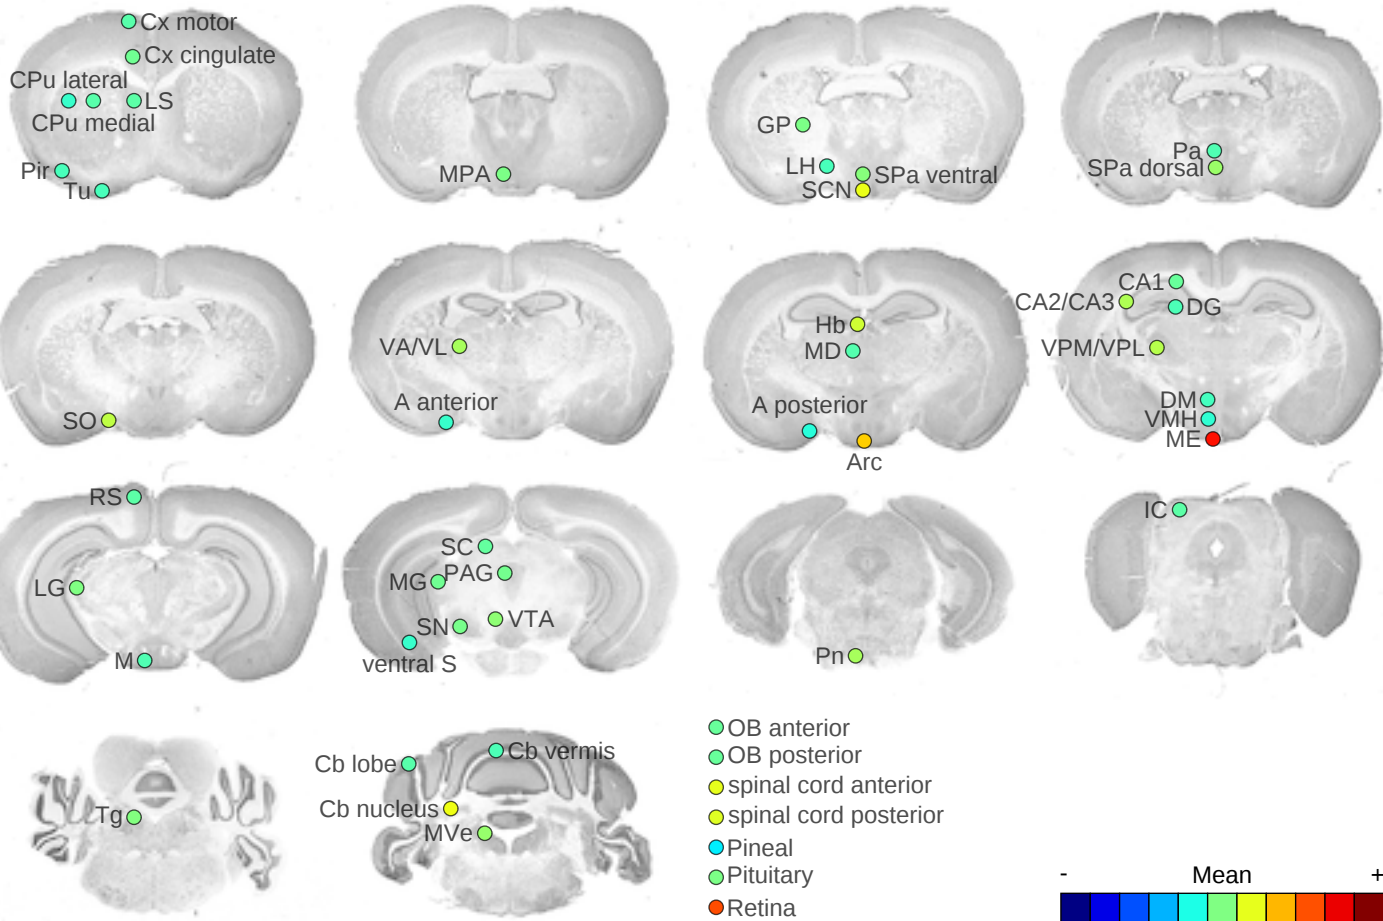 Cx motor
Cx cingulate
CPu lateral
LS
CPu medial
Pir
Tu
MPA
GP
LH
SPa ventral
SCN
Pa
SPa dorsal
SO
VA/VL
A anterior
Hb
MD
A posterior
Arc
CA1
CA2/CA3
DG
VPM/VPL
DM
VMH
ME
RS
LG
M
SC
PAG
MG
VTA
SN
ventral S
Pn
IC
Tg
Cb lobe
Cb vermis
Cb nucleus
MVe
OB anterior
OB posterior
spinal cord anterior
spinal cord posterior
Pineal
Pituitary
Retina
- Mean +